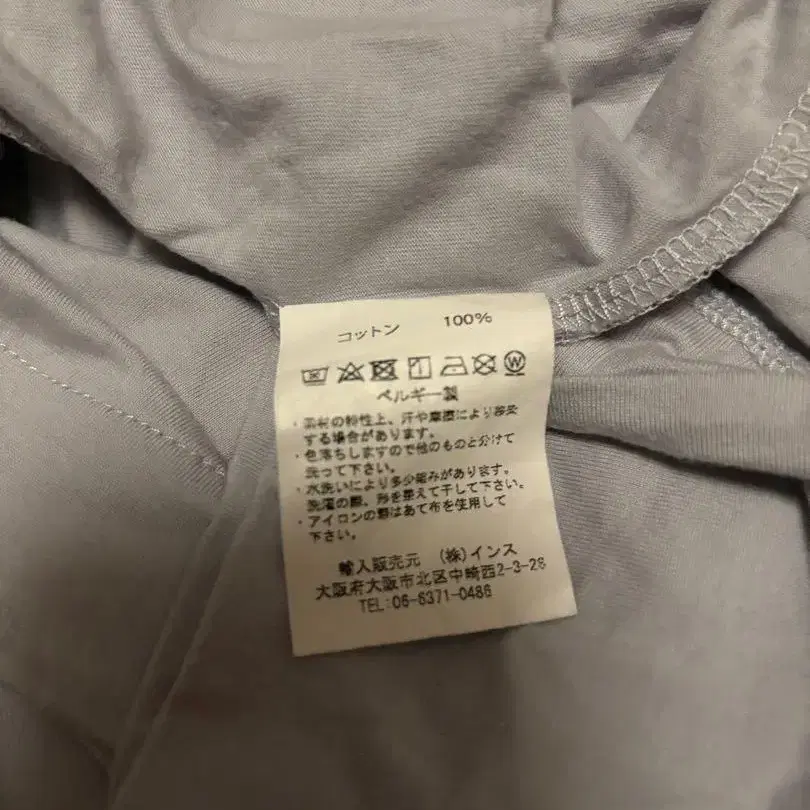 コットン 100%
ベルギー製
・素材の特性上、汗や摩擦により移染
する場合があります。
・色落ちしますので他のものと分けて
洗って下さい。
・水洗いにより多少縮みがあります。
洗濯の際、形を整えて干して下さい。
・アイロンの際はあて布を使用して
下さい。
輸入販売元 (株)インス
大阪府大阪市北区中崎西2-3-28
TEL:06-6371-0486